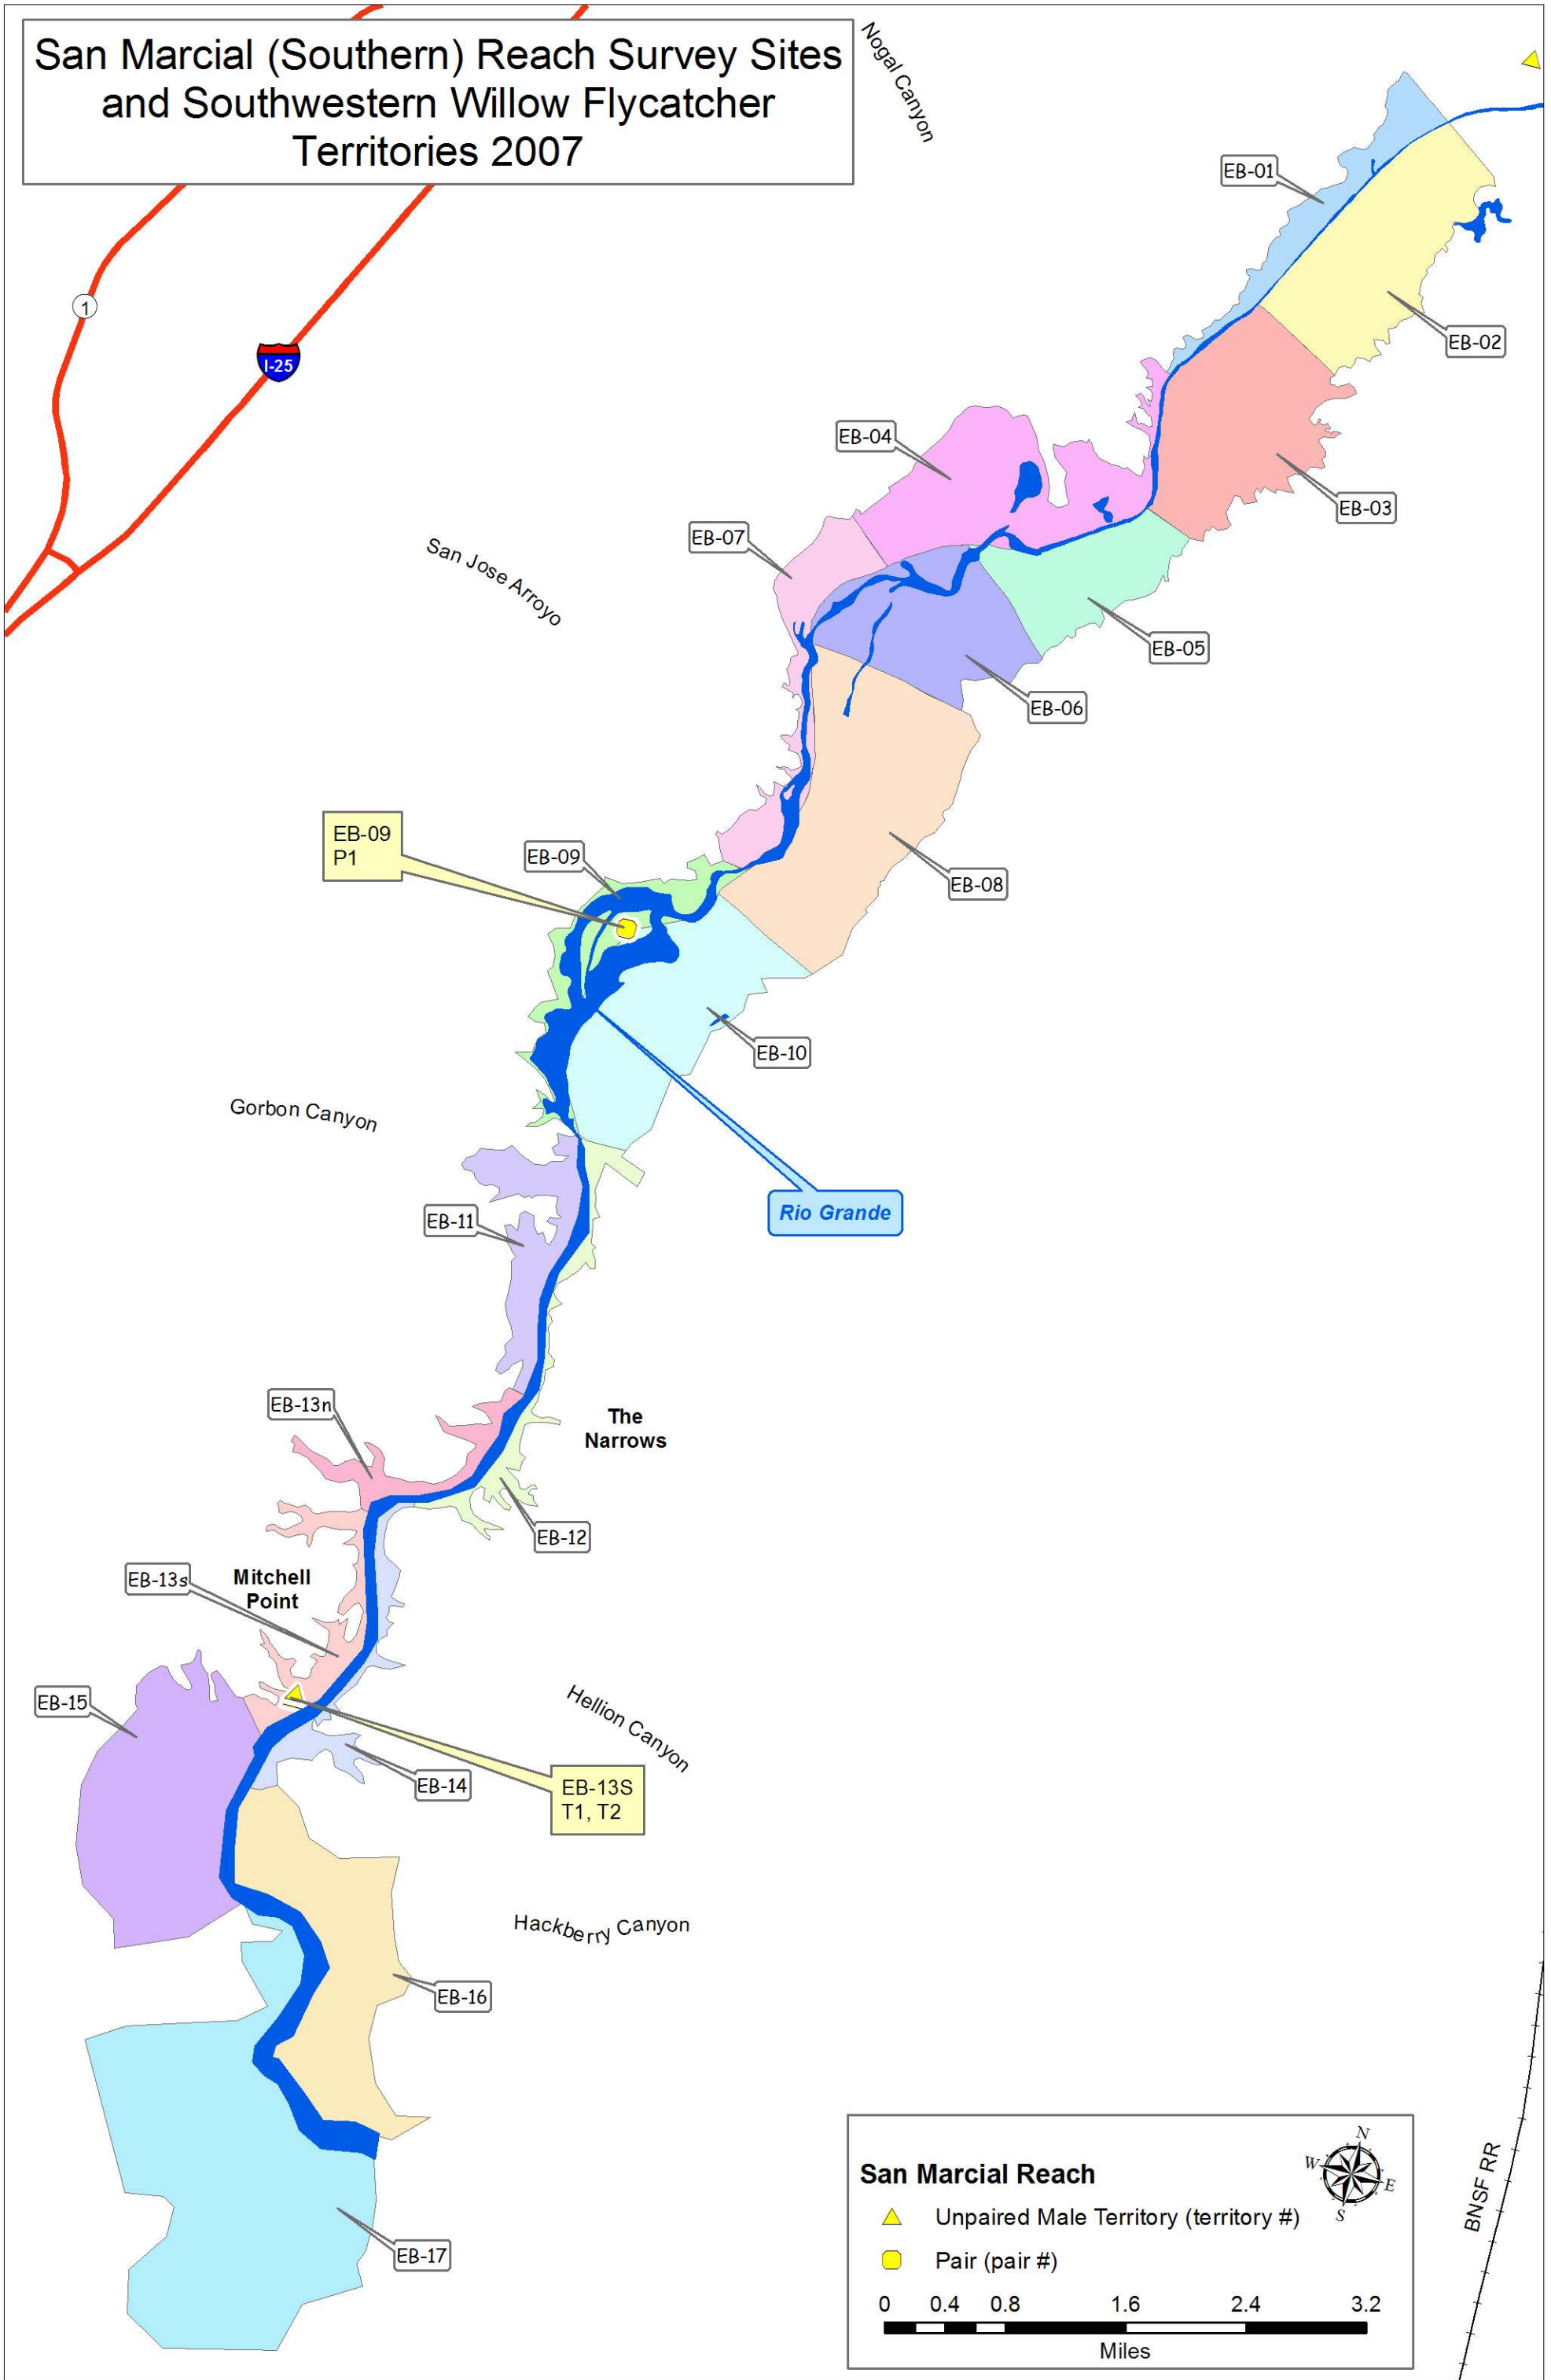 San Marcial (Southern) Reach Survey Sites
and Southwestern Willow Flycatcher
Territories 2007
Nogal Canyon
EB-01
1
I-25
EB-02
EB-04
EB-03
EB-07
San Jose Arroyo
EB-05
EB-06
EB-09
P1
EB-09
EB-08
EB-10
Gorbon Canyon
Rio Grande
EB-11
EB-13n
The
Narrows
EB-12
EB-13s
Mitchell
Point
EB-15
Hellion Canyon
EB-14
EB-13S
T1, T2
Hackberry Canyon
EB-16
EB-17
BNSF RR
San Marcial Reach
N
W
E
S
Unpaired Male Territory (territory #)
Pair (pair #)
0 0.4 0.8 1.6 2.4 3.2
Miles